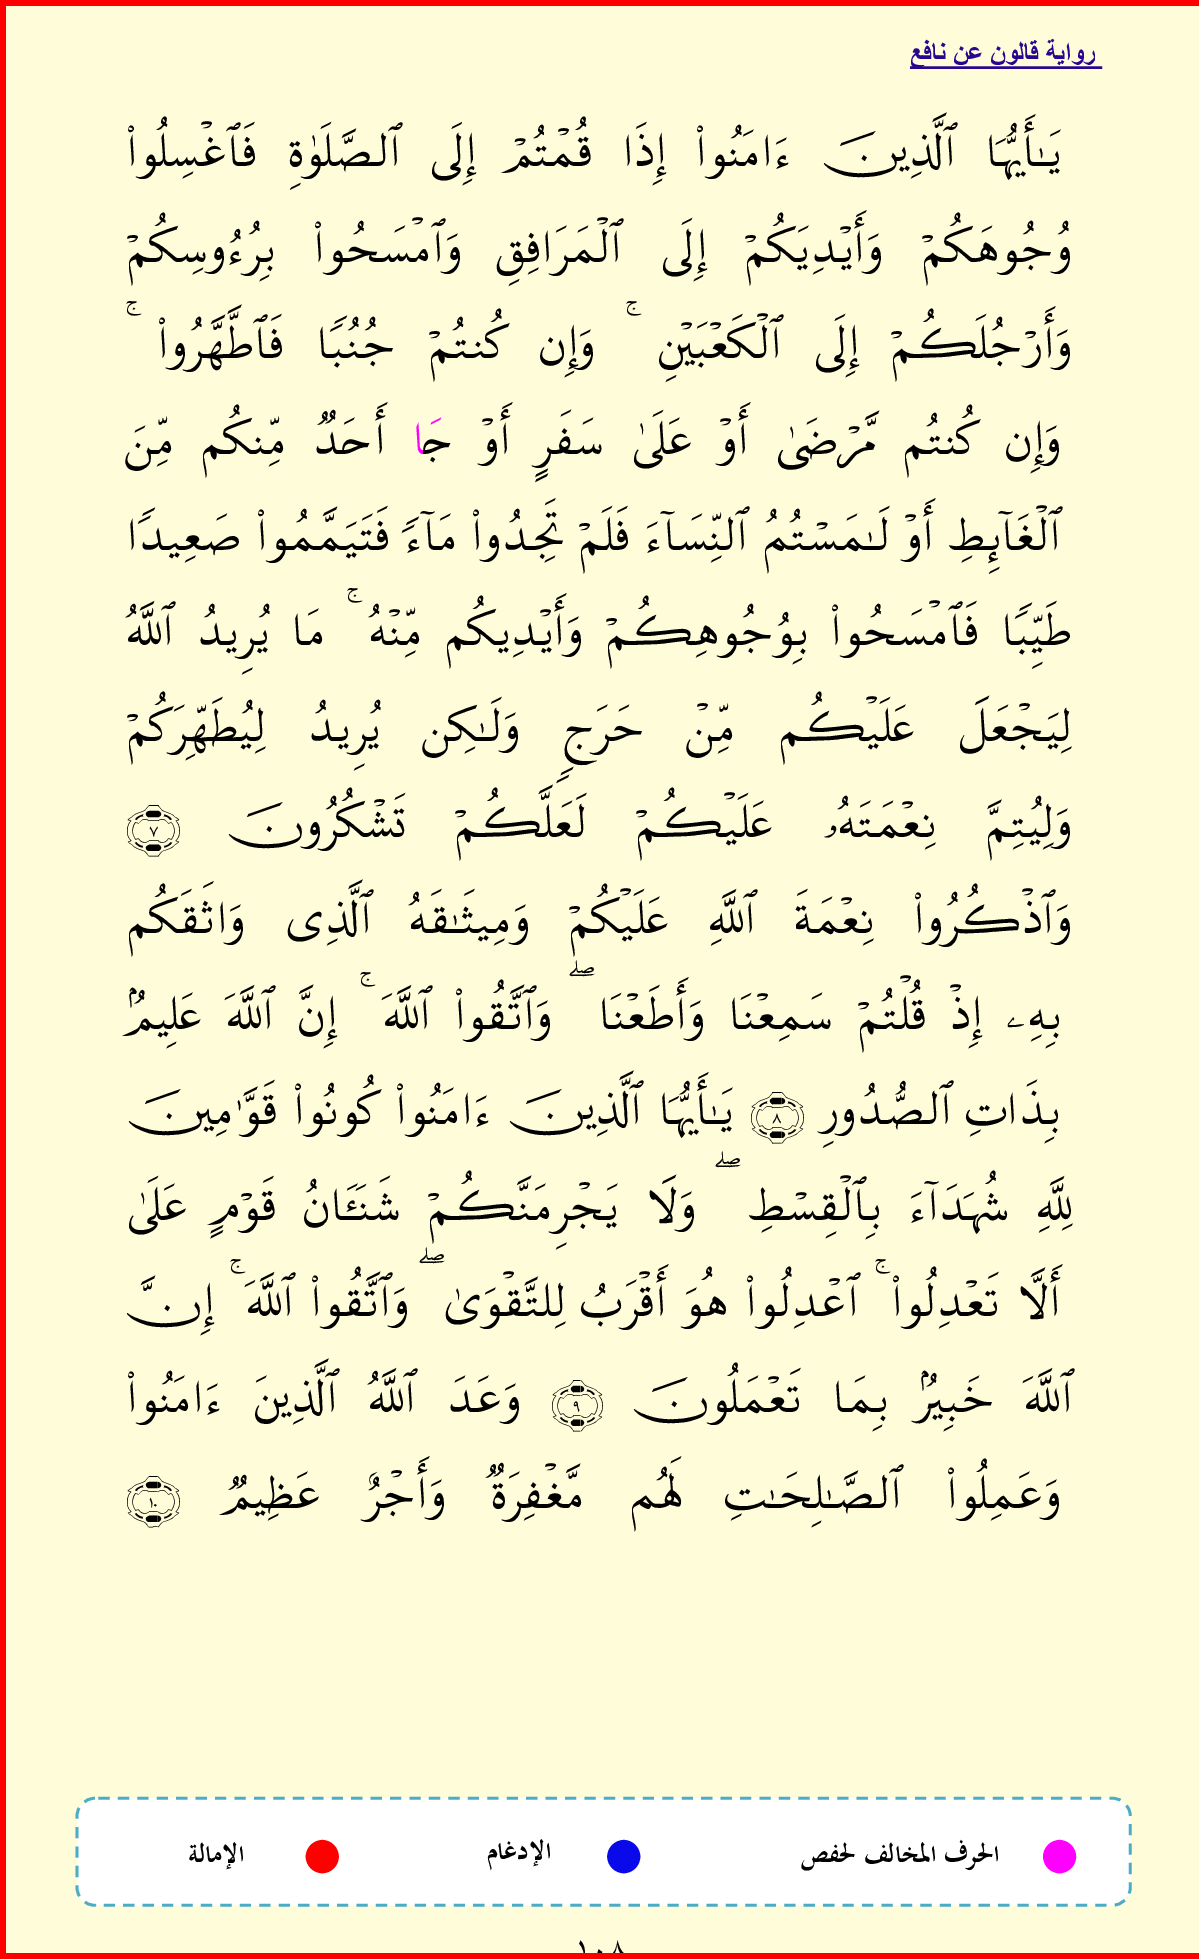 رواية قالون عن نافع
يَـٰٓأَيُّهَا ٱلَّذِينَ ءَامَنُوا۟ إِذَا قُمْتُمْ إِلَى ٱلصَّلَوٰةِ فَٱغْسِلُوا۟
وُجُوهَكُمْ وَأَيْدِيَكُمْ إِلَى ٱلْمَرَافِقِ وَٱمْسَحُوا۟ بِرُءُوسِكُمْ
وَأَرْجُلَكُمْ إِلَى ٱلْكَعْبَيْنِ ۚ وَإِن كُنتُمْ جُنُبًا فَٱطَّهَّرُوا۟ ۚ
وَإِن كُنتُم مَّرْضَىٰ أَوْ عَلَىٰ سَفَرٍ أَوْ جَا أَحَدٌ مِّنكُم مِّنَ
ٱلْغَآئِطِ أَوْ لَـٰمَسْتُمُ ٱلنِّسَآءَ فَلَمْ تَجِدُوا۟ مَآءً فَتَيَمَّمُوا۟ صَعِيدًا
طَيِّبًا فَٱمْسَحُوا۟ بِوُجُوهِكُمْ وَأَيْدِيكُم مِّنْهُ ۚ مَا يُرِيدُ ٱللَّهُ
لِيَجْعَلَ عَلَيْكُم مِّنْ حَرَجٍ وَلَـٰكِن يُرِيدُ لِيُطَهِّرَكُمْ
وَلِيُتِمَّ نِعْمَتَهُۥ عَلَيْكُمْ لَعَلَّكُمْ تَشْكُرُونَ ٧
وَٱذْكُرُوا۟ نِعْمَةَ ٱللَّهِ عَلَيْكُمْ وَمِيثَـٰقَهُ ٱلَّذِى وَاثَقَكُم
بِهِۦ إِذْ قُلْتُمْ سَمِعْنَا وَأَطَعْنَا ۖ وَٱتَّقُوا۟ ٱللَّهَ ۚ إِنَّ ٱللَّهَ عَلِيمٌۢ
بِذَاتِ ٱلصُّدُورِ ٨ يَـٰٓأَيُّهَا ٱلَّذِينَ ءَامَنُوا۟ كُونُوا۟ قَوَّٰمِينَ
لِلَّهِ شُهَدَآءَ بِٱلْقِسْطِ ۖ وَلَا يَجْرِمَنَّكُمْ شَنَـَٔانُ قَوْمٍ عَلَىٰ
أَلَّا تَعْدِلُوا۟ ۚ ٱعْدِلُوا۟ هُوَ أَقْرَبُ لِلتَّقْوَىٰ ۖ وَٱتَّقُوا۟ ٱللَّهَ ۚ إِنَّ
ٱللَّهَ خَبِيرٌۢ بِمَا تَعْمَلُونَ ٩ وَعَدَ ٱللَّهُ ٱلَّذِينَ ءَامَنُوا۟
وَعَمِلُوا۟ ٱلصَّـٰلِحَـٰتِ لَهُم مَّغْفِرَةٌ وَأَجْرٌ عَظِيمٌ ١٠
الحرف المخالف لحفص الإدغام الإمالة
١٠٨